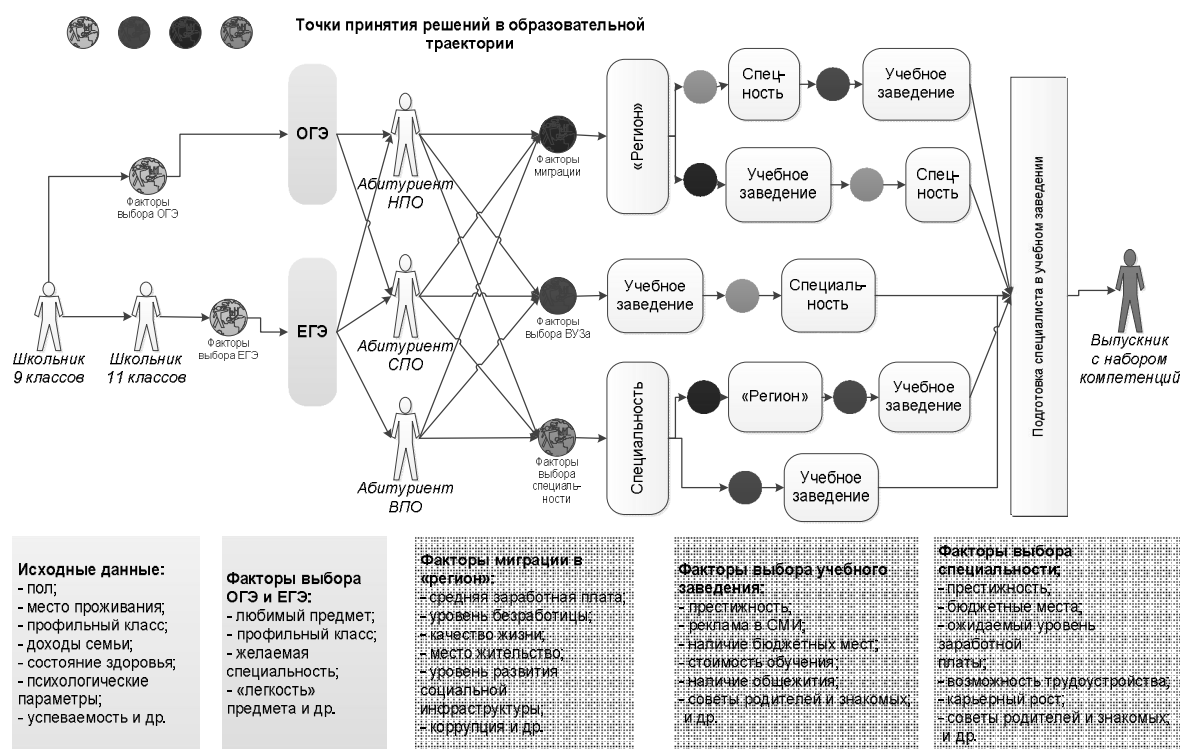 Точки принятия решений в образовательной
траектории
Факторы
выбора ОГЭ
Школьник
9 классов
Школьник
11 классов
Факторы
выбора ЕГЭ
ОГЭ
ЕГЭ
Абитуриент
НПО
Абитуриент
СПО
Абитуриент
ВПО
Факторы
миграции
Факторы
выбора ВУЗа
Факторы
выбора
специаль-
ности
«Регион»
Спец-
ность
Учебное
заведение
Учебное
заведение
Спец-
ность
Учебное
заведение
Специаль-
ность
Специальность
«Регион»
Учебное
заведение
Учебное
заведение
Подготовка специалиста в учебном заведении
Выпускник
с набором
компетенций
Исходные данные:
- пол;
- место проживания;
- профильный класс;
- доходы семьи;
- состояние здоровья;
- психологические
параметры;
- успеваемость и др.
Факторы выбора
ОГЭ и ЕГЭ:
- любимый предмет;
- профильный класс;
- желаемая
специальность;
- «легкость»
предмета и др.
Факторы миграции в
«регион»:
- средняя заработная плата;
- уровень безработицы;
- качество жизни;
- место жительство;
- уровень развития
социальной
инфраструктуры;
- коррупция и др.
Факторы выбора учебного
заведения:
- престижность;
- реклама в СМИ;
- наличие бюджетных мест;
- стоимость обучения;
- наличие общежития;
- советы родителей и знакомых;
и др.
Факторы выбора
специальности;
- престижность;
- бюджетные места;
- ожидаемый уровень
заработной
платы;
- возможность трудоустройства;
- карьерный рост;
- советы родителей и знакомых;
и др.